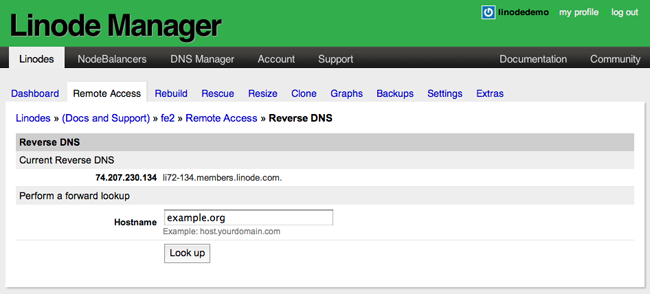 Linode Manager
linodedemo my profile log out
Linodes NodeBalancers DNS Manager Account Support Documentation Community
Dashboard Remote Access Rebuild Rescue Resize Clone Graphs Backups Settings Extras
Linodes » (Docs and Support) » fe2 » Remote Access » Reverse DNS
Reverse DNS
Current Reverse DNS
74.207.230.134 li72-134.members.linode.com.
Perform a forward lookup
Hostname example.org
Example: host.yourdomain.com
Look up